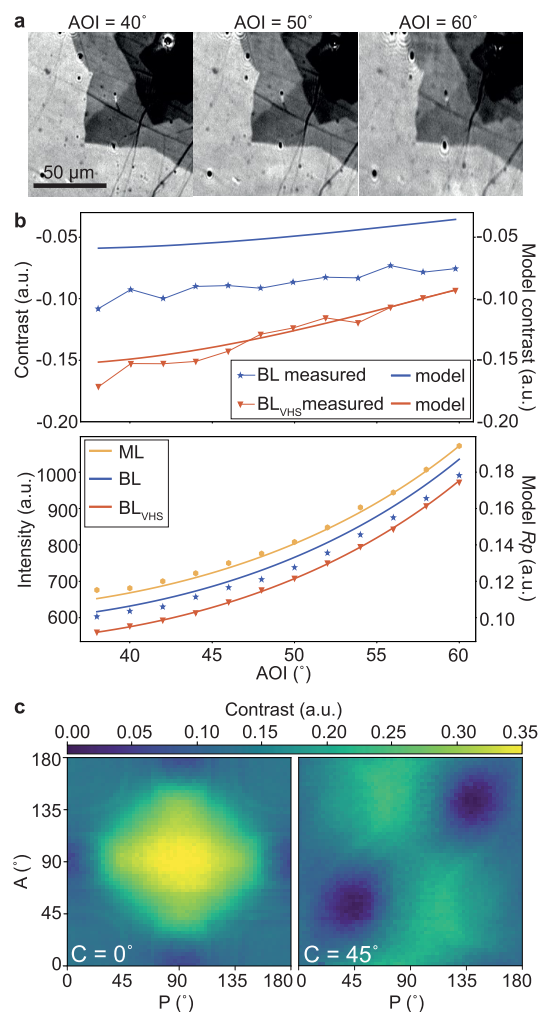 a
AOI = 40° AOI = 50° AOI = 60°
50 µm
b
Contrast (a.u.)
-0.05
-0.10
-0.15
-0.20
-0.05
-0.10
-0.15
-0.20
Model contrast (a.u.)
BL measured model
BLVHS measured model
Intensity (a.u.)
1000
900
800
700
600
ML
BL
BLVHS
0.18
0.16
0.14
0.12
0.10
Model Rp (a.u.)
40 45 50 55 60
AOI (°)
c
Contrast (a.u.)
0.00 0.05 0.10 0.15 0.20 0.25 0.30 0.35
A (°)
180
135
90
45
0
C = 0°
C = 45°
0 45 90 135 180
0 45 90 135 180
P (°) P (°)